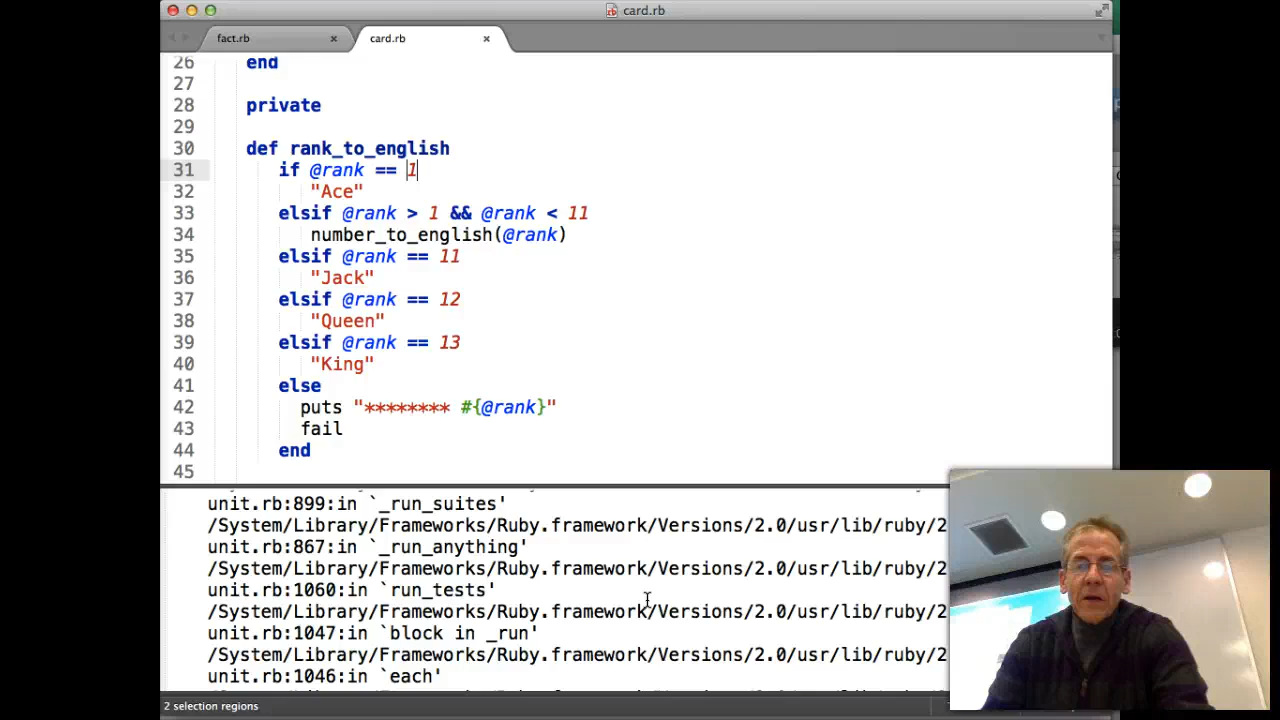 card.rb
fact.rb
card.rb
26 end
27
28 private
29
30 def rank_to_english
31 if @rank == 1
32 "Ace"
33 elsif @rank > 1 && @rank < 11
34 number_to_english(@rank)
35 elsif @rank == 11
36 "Jack"
37 elsif @rank == 12
38 "Queen"
39 elsif @rank == 13
40 "King"
41 else
42 puts "******** #{@rank}"
43 fail
44 end
45
unit.rb:899:in `_run_suites'
/System/Library/Frameworks/Ruby.framework/Versions/2.0/usr/lib/ruby/2
unit.rb:867:in `_run_anything'
/System/Library/Frameworks/Ruby.framework/Versions/2.0/usr/lib/ruby/2
unit.rb:1060:in `run_tests'
/System/Library/Frameworks/Ruby.framework/Versions/2.0/usr/lib/ruby/2
unit.rb:1047:in `block in _run'
/System/Library/Frameworks/Ruby.framework/Versions/2.0/usr/lib/ruby/2
unit.rb:1046:in `each'
2 selection regions